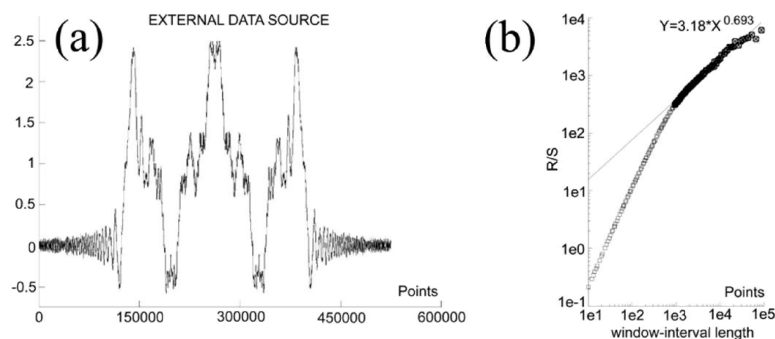 (a)
EXTERNAL DATA SOURCE
2.5
2
1.5
1
0.5
0
-0.5
Points
0 150000 300000 450000 600000
(b)
Y=3.18*X^0.693
1e4
1e3
1e2
1e1
1e0
1e-1
R/S
Points
1e1 1e2 1e3 1e4 1e5
window-interval length